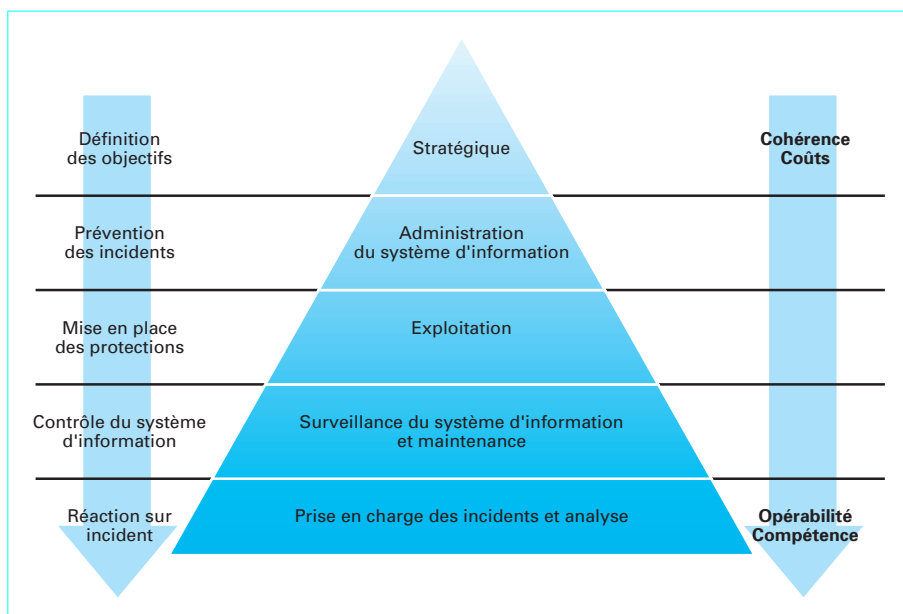 Définition
des objectifs
Stratégique
Cohérence
Coûts
Prévention
des incidents
Administration
du système d'information
Mise en place
des protections
Exploitation
Contrôle du système
d'information
Surveillance du système d'information
et maintenance
Réaction sur
incident
Prise en charge des incidents et analyse
Opérabilité
Compétence